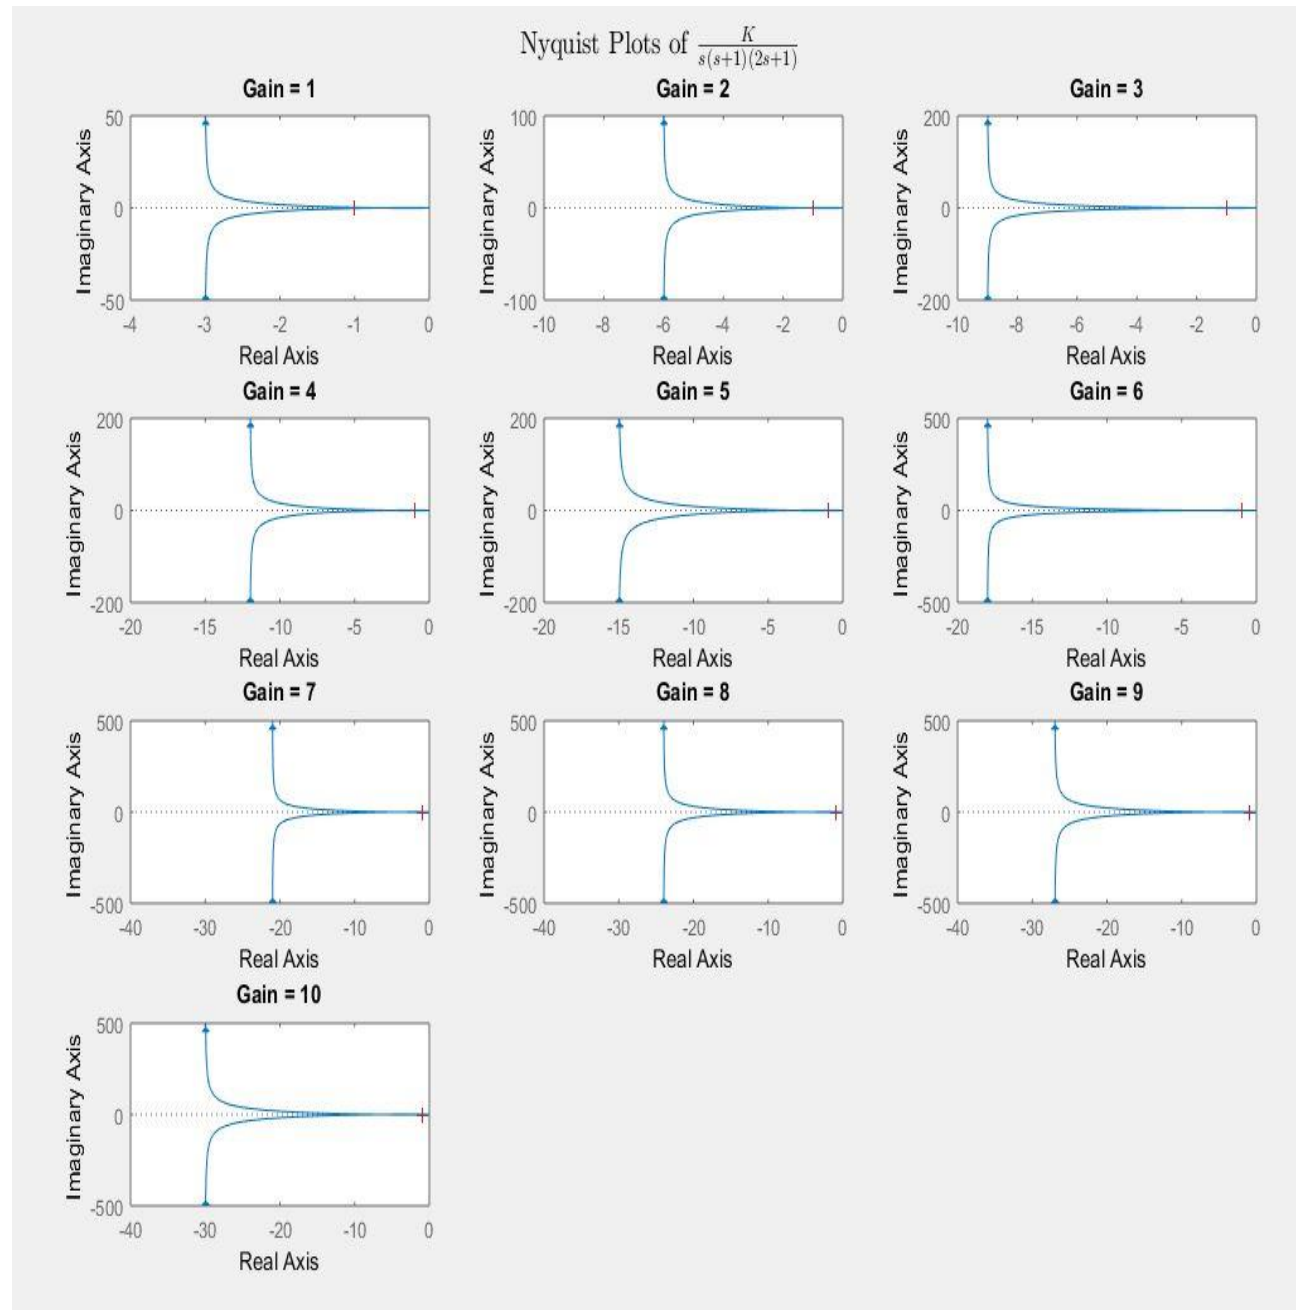 Nyquist Plots of K/(s(s+1)(2s+1))
Gain = 1
Gain = 2
Gain = 3
Imaginary Axis
50
0
-50
-4 -3 -2 -1 0
Real Axis
Imaginary Axis
100
0
-100
-10 -8 -6 -4 -2 0
Real Axis
Imaginary Axis
200
0
-200
-10 -8 -6 -4 -2 0
Real Axis
Gain = 4
Gain = 5
Gain = 6
Imaginary Axis
200
0
-200
-20 -15 -10 -5 0
Real Axis
Imaginary Axis
200
0
-200
-20 -15 -10 -5 0
Real Axis
Imaginary Axis
500
0
-500
-20 -15 -10 -5 0
Real Axis
Gain = 7
Gain = 8
Gain = 9
Imaginary Axis
500
0
-500
-40 -30 -20 -10 0
Real Axis
Imaginary Axis
500
0
-500
-40 -30 -20 -10 0
Real Axis
Imaginary Axis
500
0
-500
-40 -30 -20 -10 0
Real Axis
Gain = 10
Imaginary Axis
500
0
-500
-40 -30 -20 -10 0
Real Axis